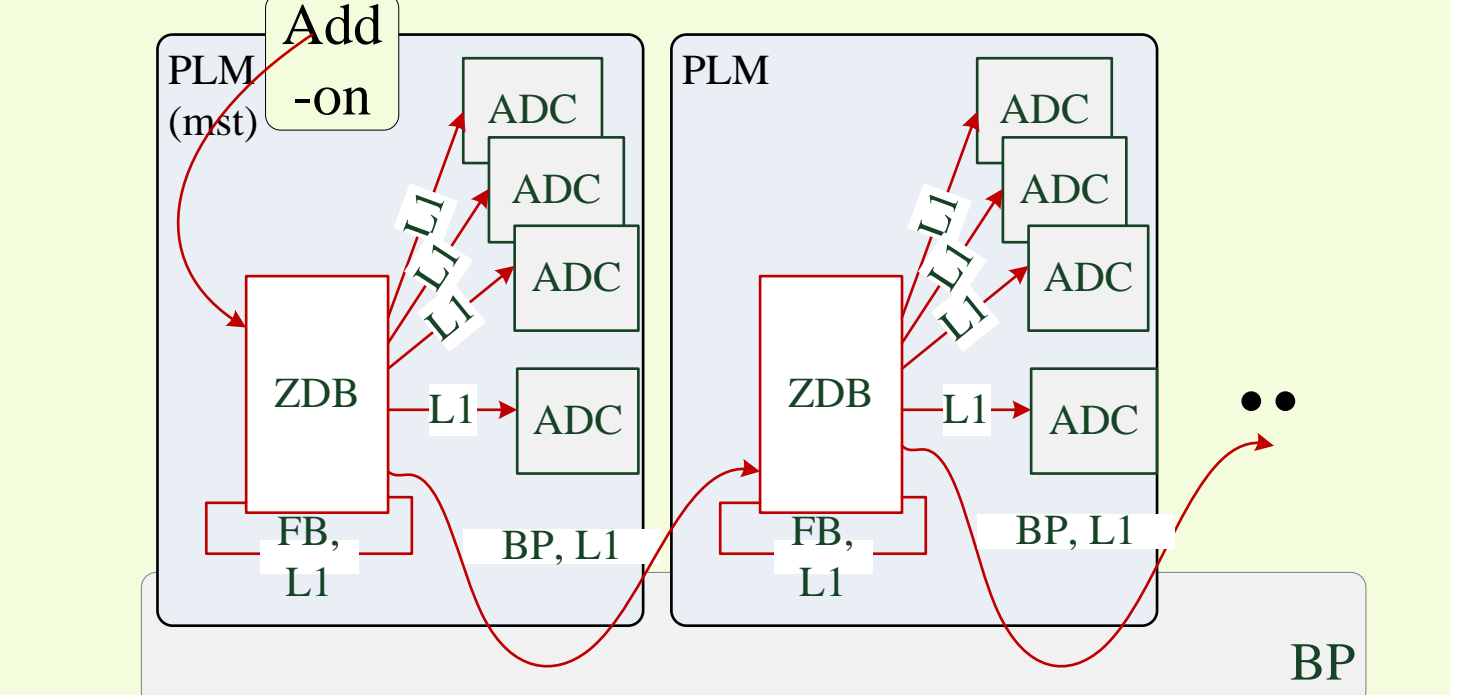 Add
-on
PLM
(mst)
ADC
ADC
ADC
L1
L1
L1
ZDB
L1
ADC
FB,
L1
BP, L1
PLM
ADC
ADC
ADC
L1
L1
L1
ZDB
L1
ADC
FB,
L1
BP, L1
BP